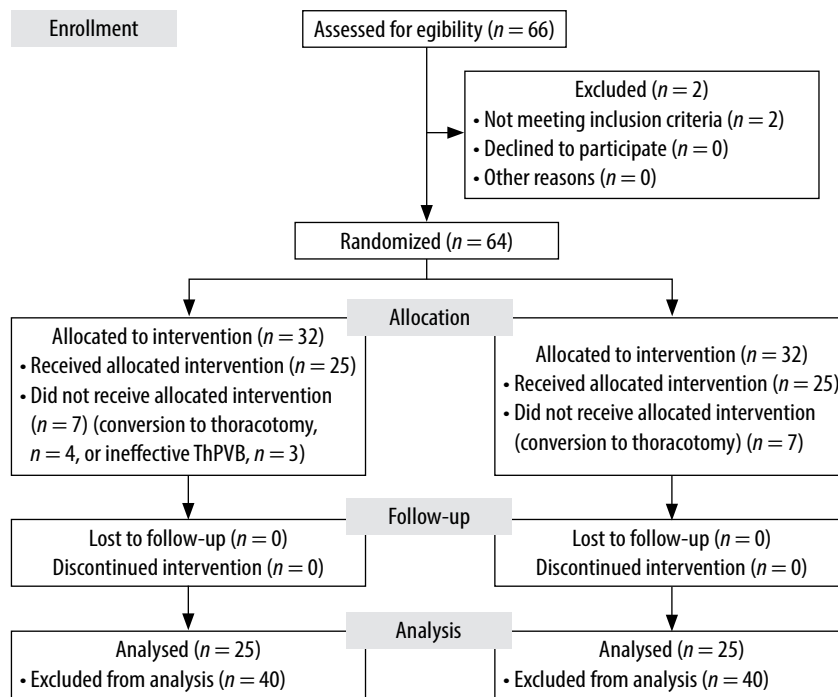 Enrollment
Assessed for egibility (n = 66)
Excluded (n = 2)
• Not meeting inclusion criteria (n = 2)
• Declined to participate (n = 0)
• Other reasons (n = 0)
Randomized (n = 64)
Allocation
Allocated to intervention (n = 32)
• Received allocated intervention (n = 25)
• Did not receive allocated intervention
(n = 7) (conversion to thoracotomy,
n = 4, or ineffective ThPVB, n = 3)
Allocated to intervention (n = 32)
• Received allocated intervention (n = 25)
• Did not receive allocated intervention
(conversion to thoracotomy) (n = 7)
Follow-up
Lost to follow-up (n = 0)
Discontinued intervention (n = 0)
Lost to follow-up (n = 0)
Discontinued intervention (n = 0)
Analysis
Analysed (n = 25)
• Excluded from analysis (n = 40)
Analysed (n = 25)
• Excluded from analysis (n = 40)